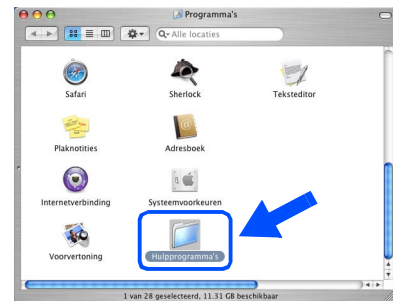 Programma's
Alle locaties
Safari
Sherlock
Teksteditor
Plaknotities
Adresboek
Internetverbinding
Systeemvoorkeuren
Voorvertoning
Hulpprogramma's
1 van 28 geselecteerd, 11.31 GB beschikbaar